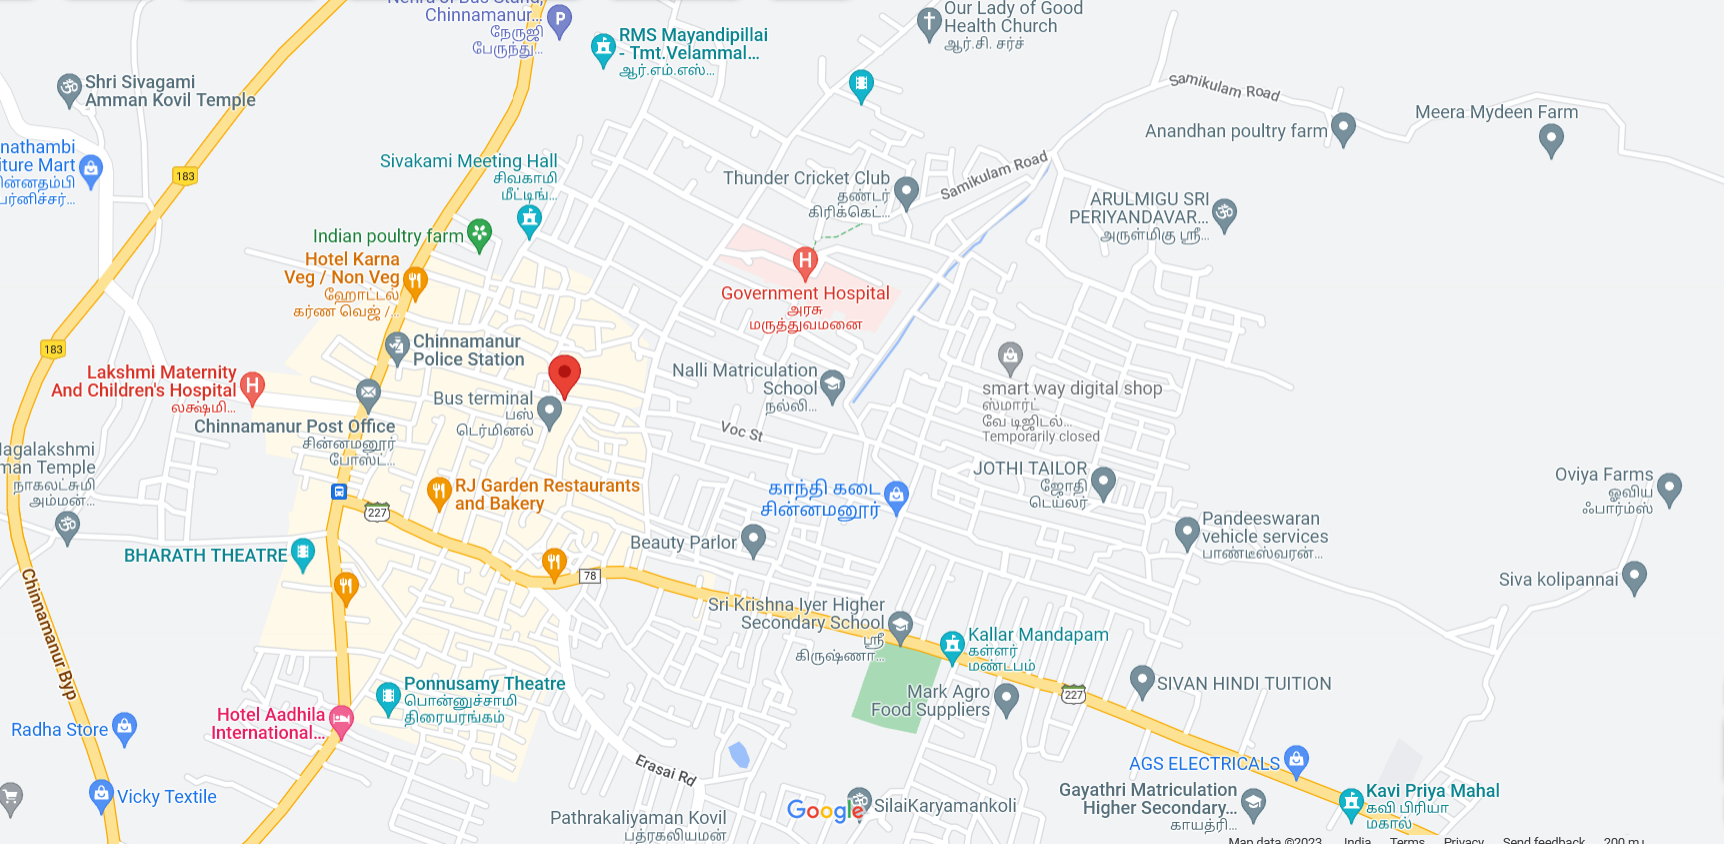 Chinnamanur...
நேருஜி
பேருந்து...
RMS Mayandipillai
- Tmt.Velammal...
ஆர்.எம்.எஸ்...
Our Lady of Good
Health Church
ஆர்.சி. சர்ச்
Shri Sivagami
Amman Kovil Temple
Samikulam Road
Meera Mydeen Farm
Anandhan poultry farm
nathambi
iture Mart
183
Sivakami Meeting Hall
சிவகாமி
மீட்டிங்...
Thunder Cricket Club
தண்டர்
கிரிக்கெட்...
Samikulam Road
ARULMIGU SRI
PERIYANDAVAR...
அருள்மிகு ஸ்ரீ...
Indian poultry farm
Hotel Karna
Veg / Non Veg
ஹோட்டல்
கர்ண வெஜ் /...
Government Hospital
அரசு
மருத்துவமனை
Chinnamanur
Police Station
183
Lakshmi Maternity
And Children's Hospital
லக்ஷ்மி...
Nalli Matriculation
School
நல்லி...
smart way digital shop
ஸ்மார்ட்
வே டிஜிடல்...
Temporarily closed
Bus terminal
பஸ்
டெர்மினல்
Chinnamanur Post Office
சின்னமனூர்
போஸ்ட்...
Voc St
Nagalakshmi
man Temple
நாகலட்சுமி
அம்மன்...
JOTHI TAILOR
ஜோதி
டெய்லர்
Oviya Farms
ஓவிய
ஃபார்ம்ஸ்
RJ Garden Restaurants
and Bakery
காந்தி கடை
சின்னமனூர்
227
Pandeeswaran
vehicle services
பாண்டீஸ்வரன்...
Beauty Parlor
BHARATH THEATRE
78
Siva kolipannai
Chinnamanur Byp
Sri Krishna Iyer Higher
Secondary School
ஸ்ரீ
கிருஷ்ணா...
Kallar Mandapam
கள்ளர்
மண்டபம்
Ponnusamy Theatre
பொன்னுச்சாமி
திரையரங்கம்
Mark Agro
Food Suppliers
227
SIVAN HINDI TUITION
Hotel Aadhila
International...
Radha Store
Erasai Rd
AGS ELECTRICALS
Vicky Textile
Gayathri Matriculation
Higher Secondary...
காயத்ரி...
Kavi Priya Mahal
கவி பிரியா
மகால்
Pathrakaliyaman Kovil
பத்ரகலியமன்
Google
SilaiKaryamankoli
Map data ©2023 India Terms Privacy Send feedback 200 m